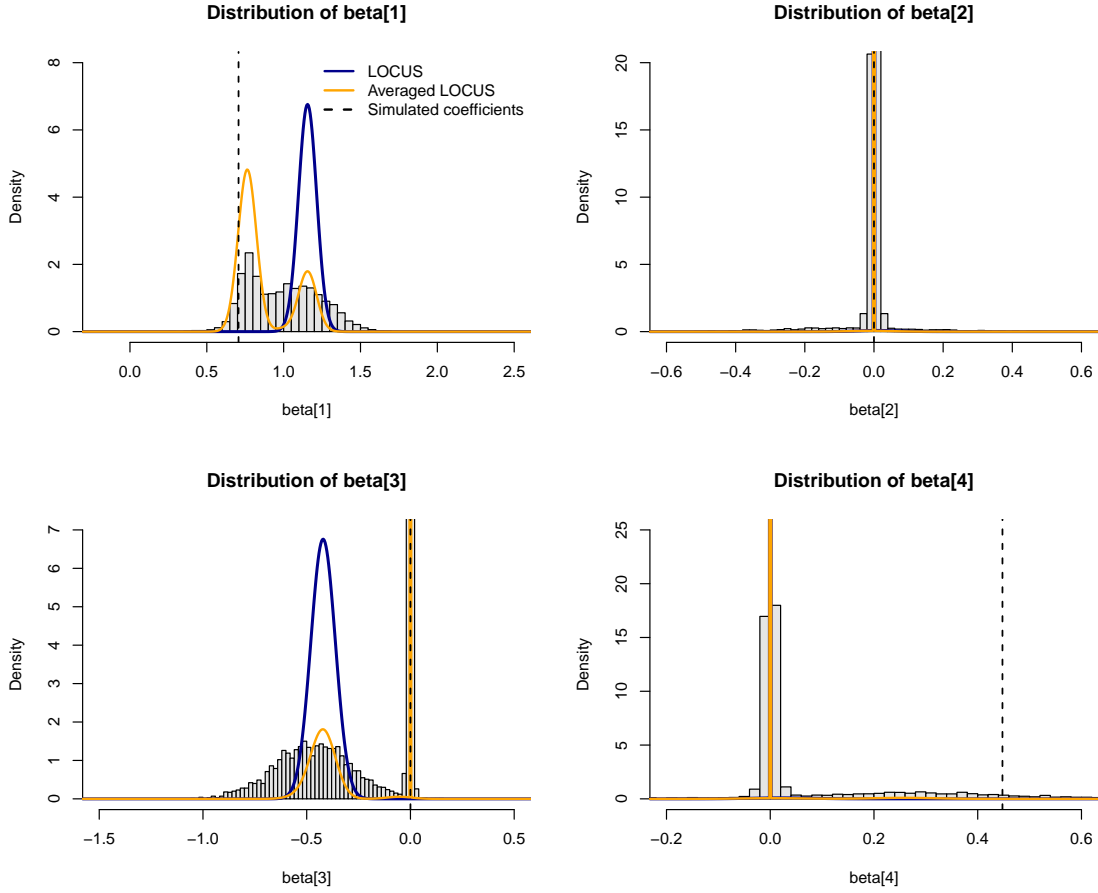 Distribution of beta[1]
Density
0 2 4 6 8
LOCUS
Averaged LOCUS
Simulated coefficients
0.0 0.5 1.0 1.5 2.0 2.5
beta[1]
Distribution of beta[2]
Density
0 5 10 15 20
−0.6 −0.4 −0.2 0.0 0.2 0.4 0.6
beta[2]
Distribution of beta[3]
Density
0 1 2 3 4 5 6 7
−1.5 −1.0 −0.5 0.0 0.5
beta[3]
Distribution of beta[4]
Density
0 5 10 15 20 25
−0.2 0.0 0.2 0.4 0.6
beta[4]